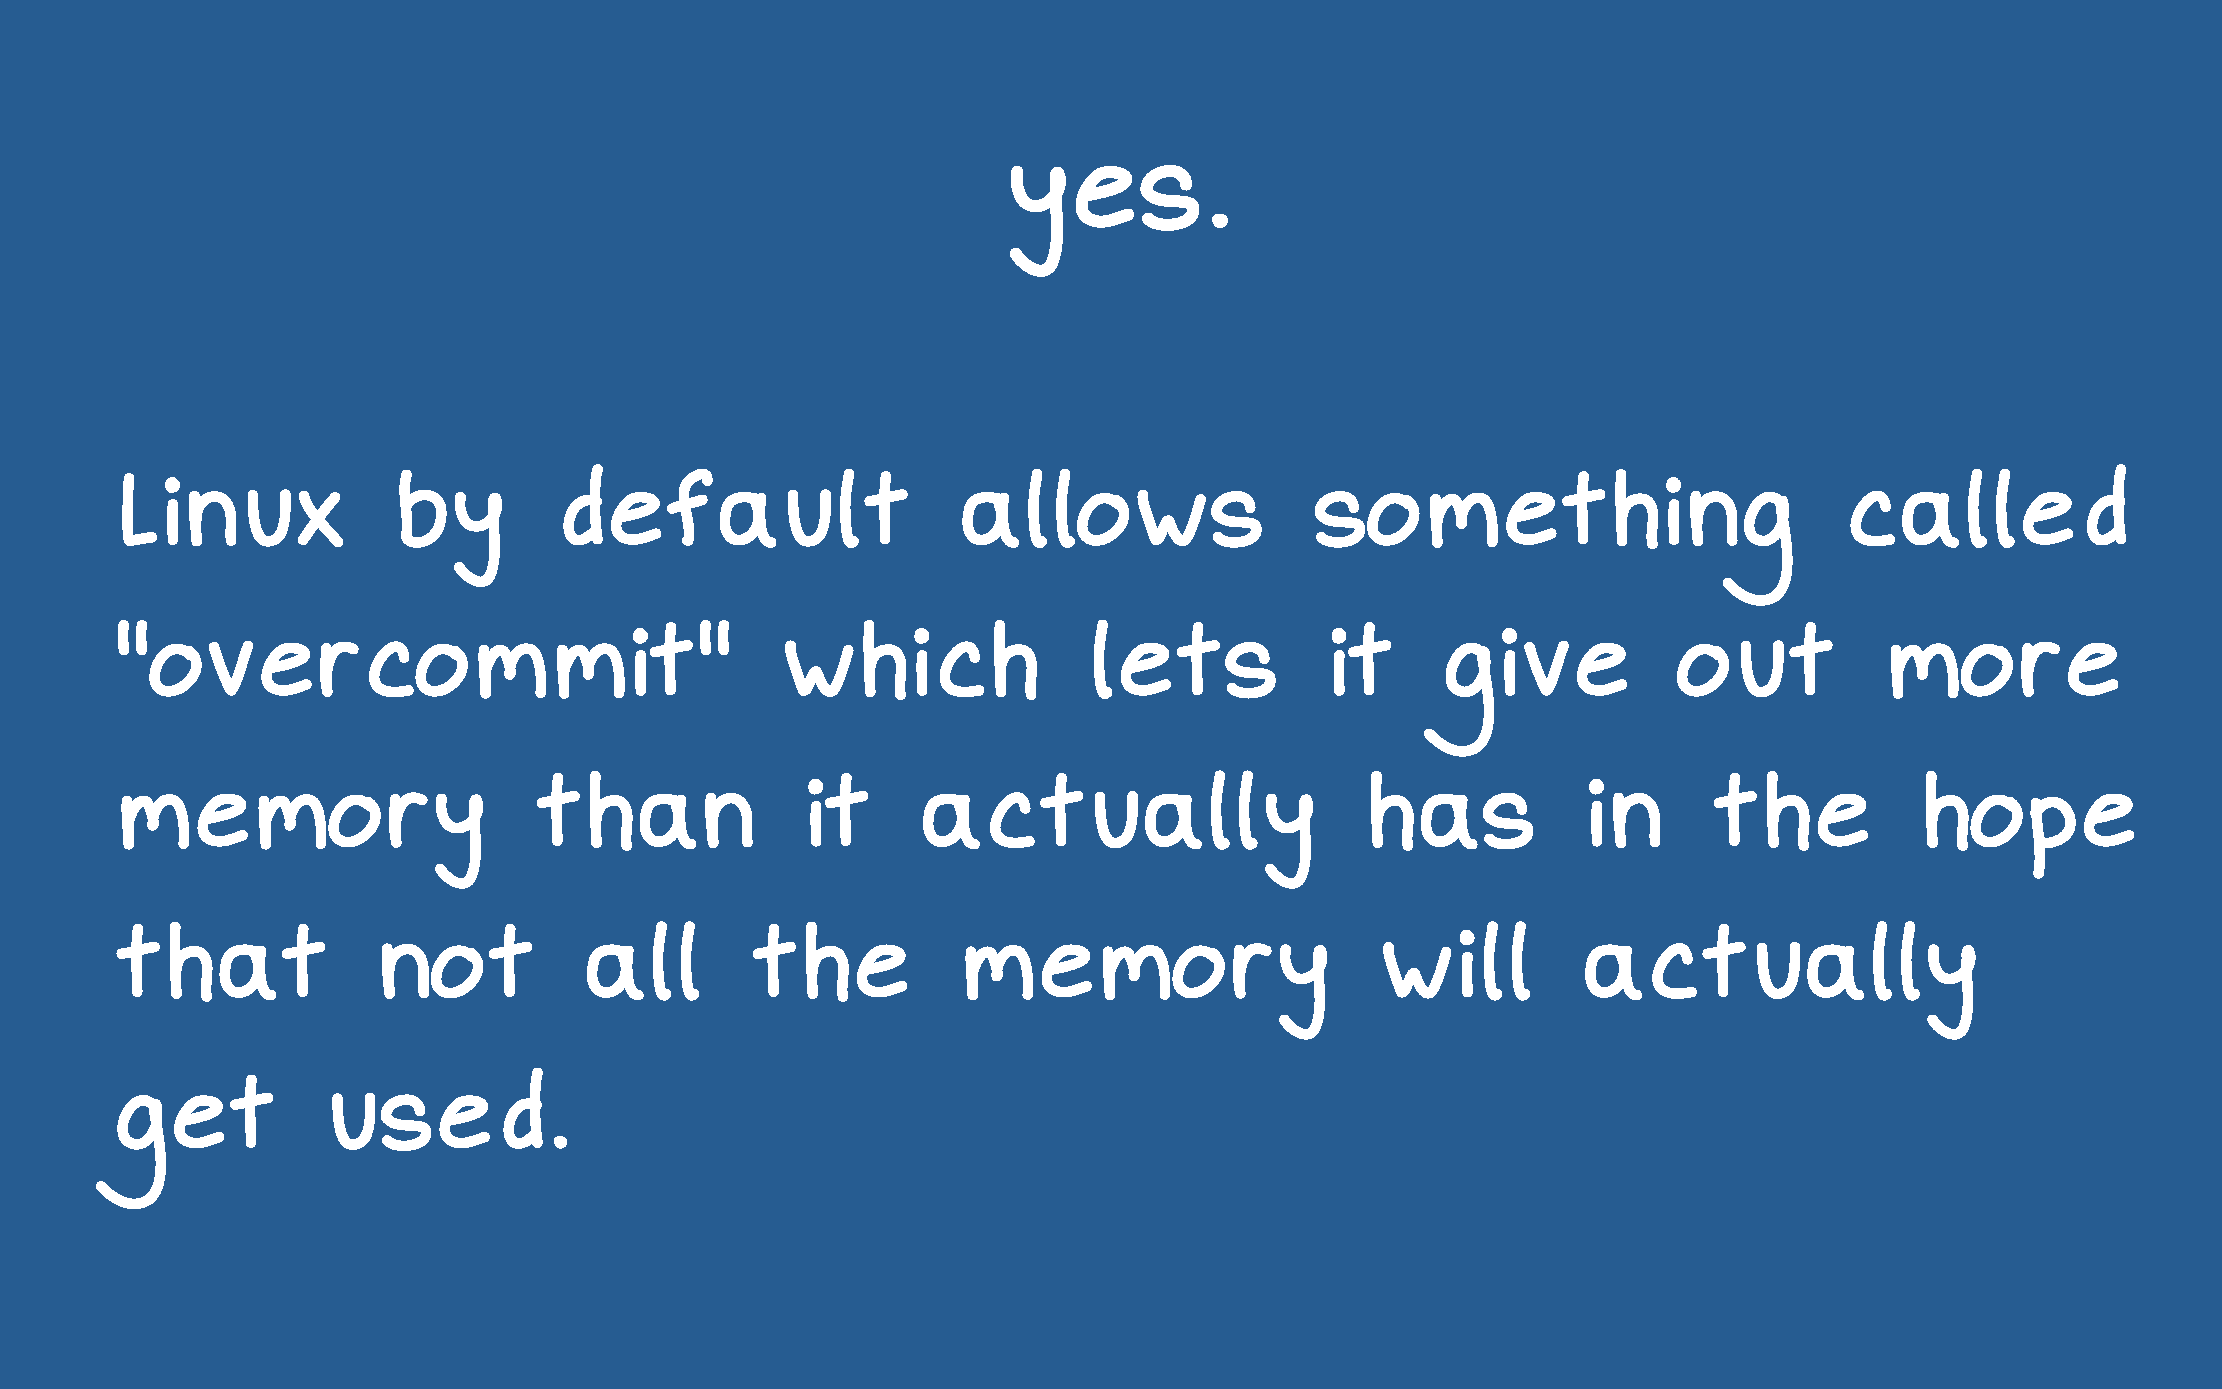 yes.
Linux by default allows something called
"overcommit" which lets it give out more
memory than it actually has in the hope
that not all the memory will actually
get used.